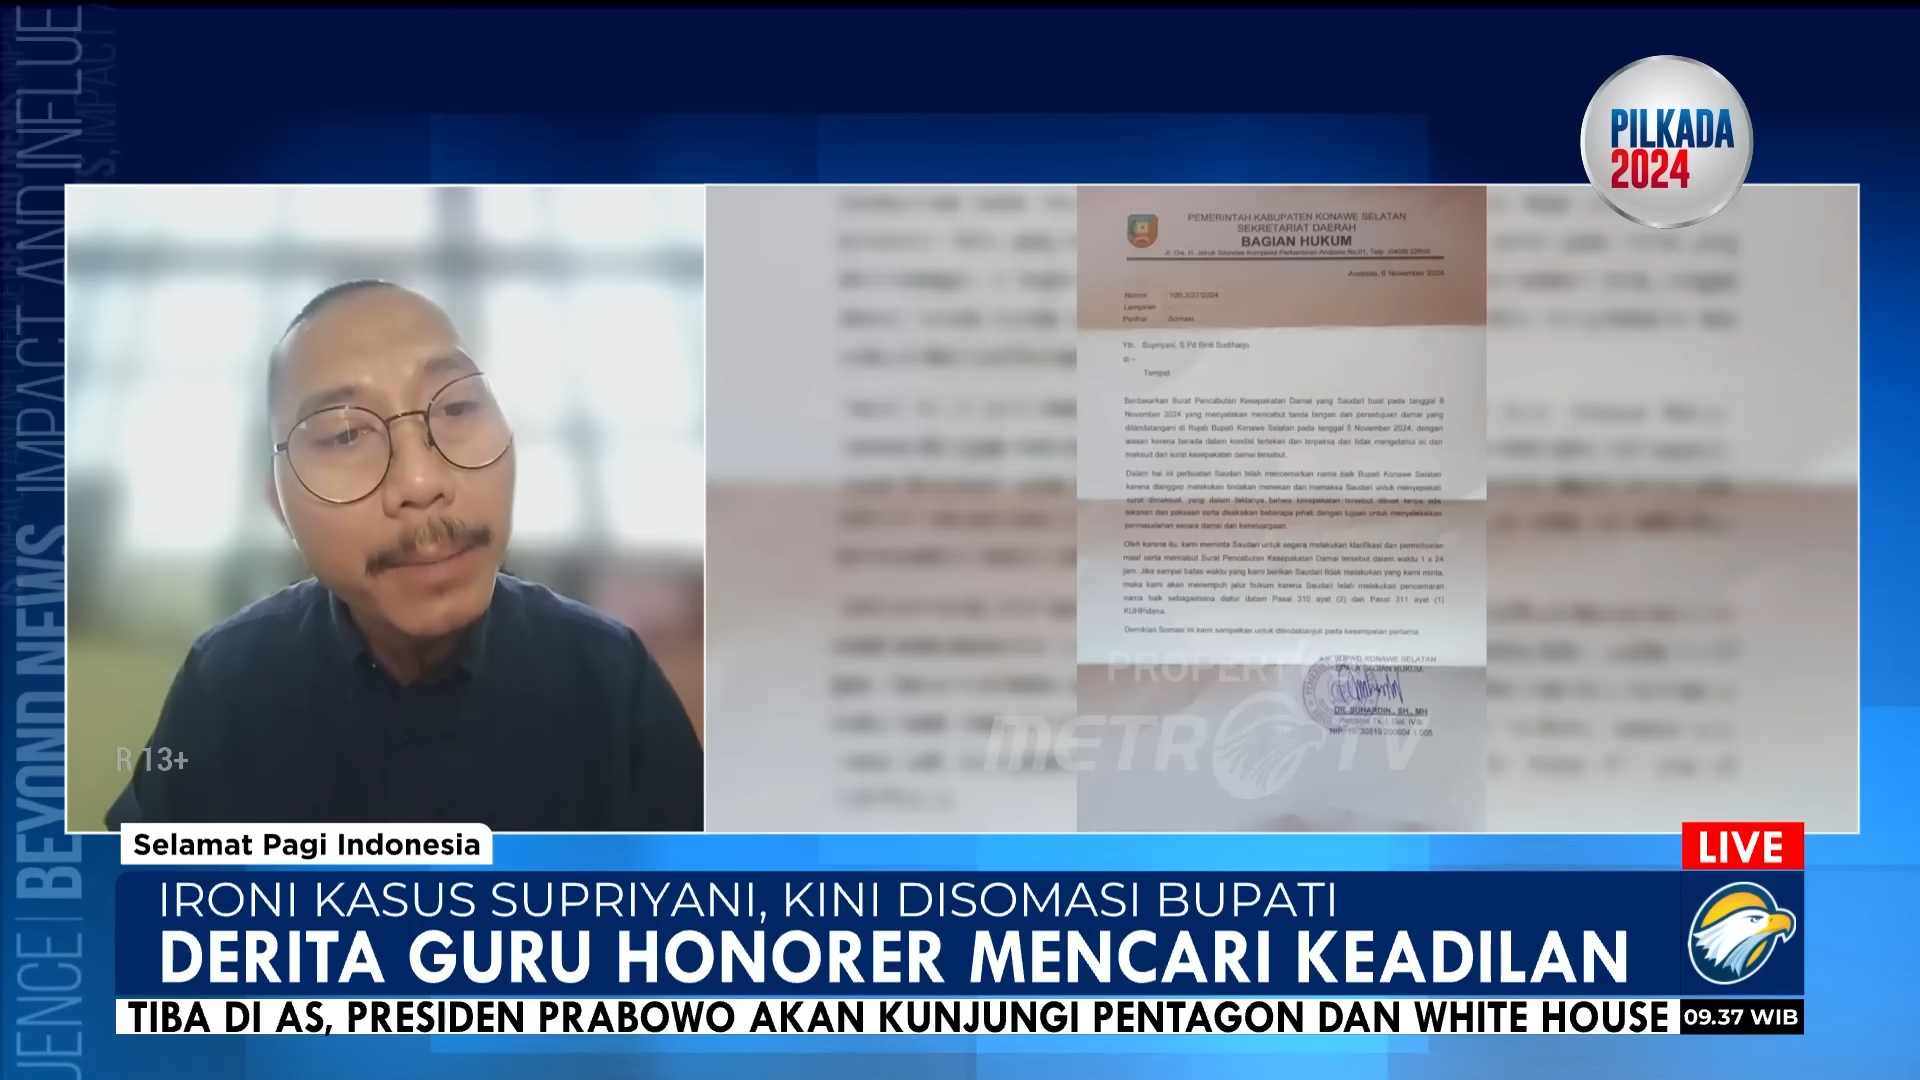 PILKADA
2024
PEMERINTAH KABUPATEN KONAWE SELATAN
SEKRETARIAT DAERAH
BAGIAN HUKUM
Andoolo, 6 November 2024
Nomor : 100.3/27/2024
Lampiran : -
Perihal : Somasi
Yth. Supriyani, S.Pd Binti Sudiharjo
di –
Tempat
Berdasarkan Surat Pencabutan Kesepakatan Damai yang Saudari buat pada tanggal 6
November 2024 yang menyatakan mencabut tanda tangan dan persetujuan damai yang
ditandatangani di Rujab Bupati Konawe Selatan pada tanggal 5 November 2024, dengan
alasan karena berada dalam kondisi tertekan dan terpaksa dan tidak mengetahui isi dan
maksud dari surat kesepakatan damai tersebut.
Dalam hal ini perbuatan Saudari telah mencemarkan nama baik Bupati Konawe Selatan
karena dianggap melakukan tindakan menekan dan memaksa Saudari untuk menyepakati
surat dimaksud, yang dalam faktanya bahwa kesepakatan tersebut dibuat tanpa ada
tekanan dan paksaan serta disaksikan beberapa pihak dengan tujuan untuk menyelesaikan
permasalahan secara damai dan kekeluargaan.
Oleh karena itu, kami meminta Saudari untuk segera melakukan klarifikasi dan permohonan
maaf serta mencabut Surat Pencabutan Kesepakatan Damai tersebut dalam waktu 1 x 24
jam. Jika sampai batas waktu yang kami berikan Saudari tidak melakukan yang kami minta,
maka kami akan menempuh jalur hukum karena Saudari telah melakukan pencemaran
nama baik sebagaimana diatur dalam Pasal 310 ayat (2) dan Pasal 311 ayat (1)
KUHPidana.
Demikian Somasi ini kami sampaikan untuk ditindaklanjuti pada kesempatan pertama.
BUPATI KONAWE SELATAN
BAGIAN HUKUM,
DR. SUHARDIN, SH., MH
PROPERTY
METRO TV
R 13+
Selamat Pagi Indonesia
LIVE
IRONI KASUS SUPRIYANI, KINI DISOMASI BUPATI
DERITA GURU HONORER MENCARI KEADILAN
TIBA DI AS, PRESIDEN PRABOWO AKAN KUNJUNGI PENTAGON DAN WHITE HOUSE
09.37 WIB
BEYOND NEWS, IMPACT AND INFLUE
UENCE |